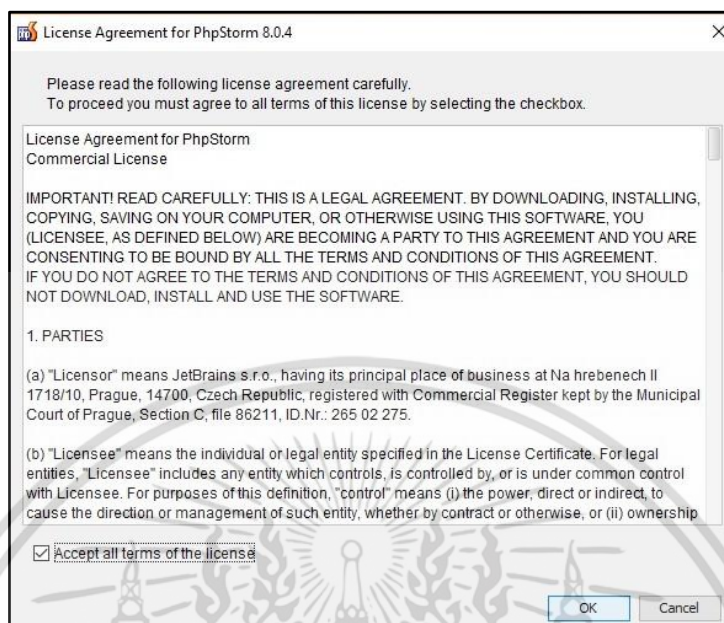 License Agreement for PhpStorm 8.0.4
Please read the following license agreement carefully.
To proceed you must agree to all terms of this license by selecting the checkbox.
License Agreement for PhpStorm
Commercial License
IMPORTANT! READ CAREFULLY: THIS IS A LEGAL AGREEMENT. BY DOWNLOADING, INSTALLING,
COPYING, SAVING ON YOUR COMPUTER, OR OTHERWISE USING THIS SOFTWARE, YOU
(LICENSEE, AS DEFINED BELOW) ARE BECOMING A PARTY TO THIS AGREEMENT AND YOU ARE
CONSENTING TO BE BOUND BY ALL THE TERMS AND CONDITIONS OF THIS AGREEMENT.
IF YOU DO NOT AGREE TO THE TERMS AND CONDITIONS OF THIS AGREEMENT, YOU SHOULD
NOT DOWNLOAD, INSTALL AND USE THE SOFTWARE.
1. PARTIES
(a) "Licensor" means JetBrains s.r.o., having its principal place of business at Na hrebenech II
1718/10, Prague, 14700, Czech Republic, registered with Commercial Register kept by the Municipal
Court of Prague, Section C, file 86211, ID.Nr.: 265 02 275.
(b) "Licensee" means the individual or legal entity specified in the License Certificate. For legal
entities, "Licensee" includes any entity which controls, is controlled by, or is under common control
with Licensee. For purposes of this definition, "control" means (i) the power, direct or indirect, to
cause the direction or management of such entity, whether by contract or otherwise, or (ii) ownership
Accept all terms of the license
OK
Cancel